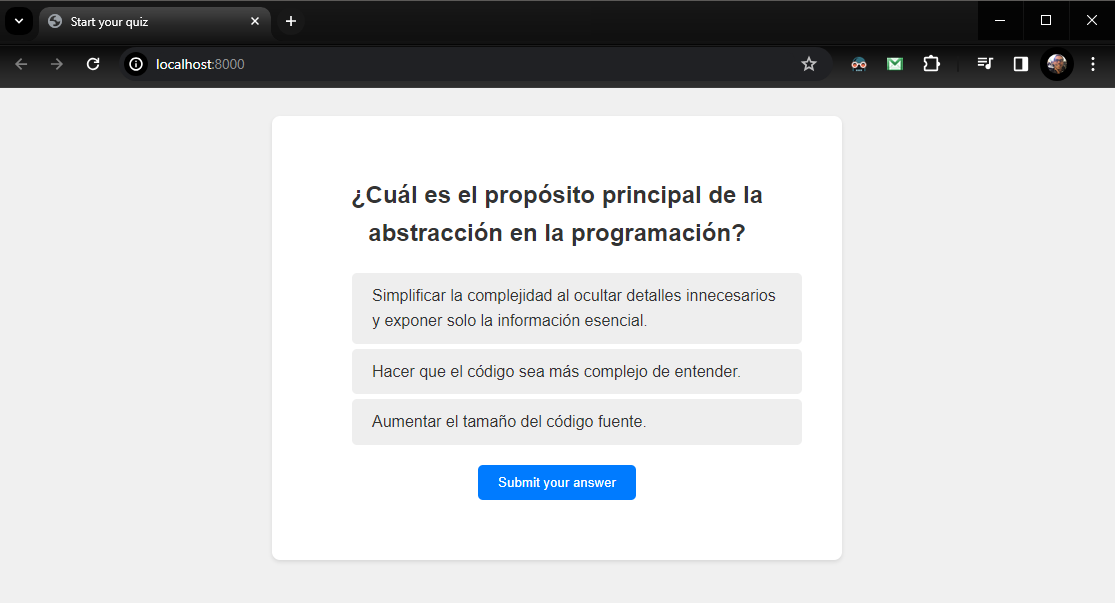 Start your quiz
localhost:8000
¿Cuál es el propósito principal de la
abstracción en la programación?
Simplificar la complejidad al ocultar detalles innecesarios
y exponer solo la información esencial.
Hacer que el código sea más complejo de entender.
Aumentar el tamaño del código fuente.
Submit your answer